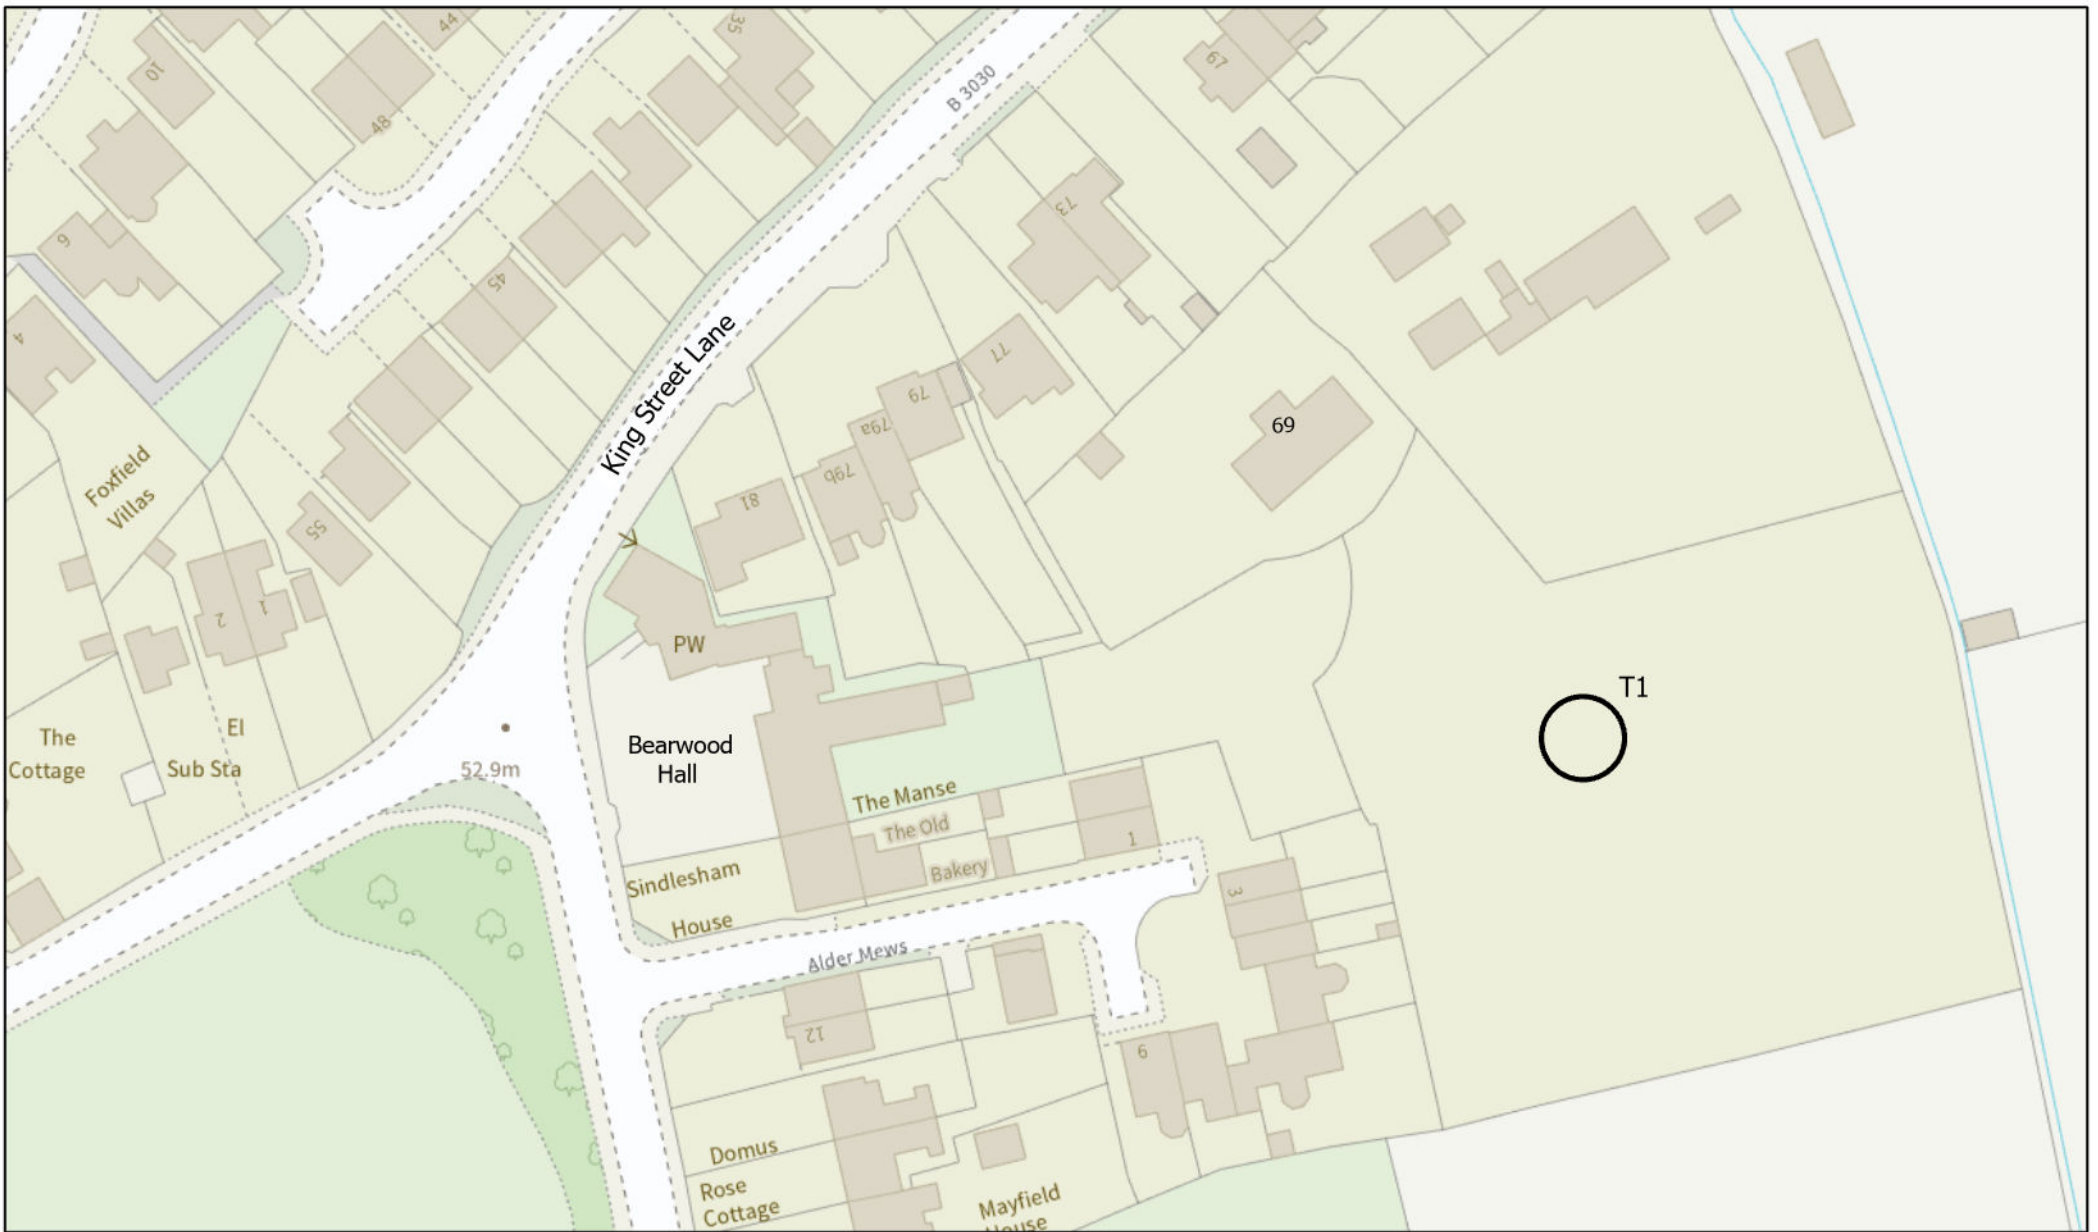 44
35
10
67
B 3030
48
73
6
45
4
King Street Lane
77
79
79a
69
79b
Foxfield
Villas
81
55
1
2
PW
T1
El
Sub Sta
The
Cottage
52.9m
Bearwood
Hall
The Manse
The Old
Bakery
1
Sindlesham
House
3
Alder Mews
12
9
Domus
Rose
Cottage
Mayfield
House